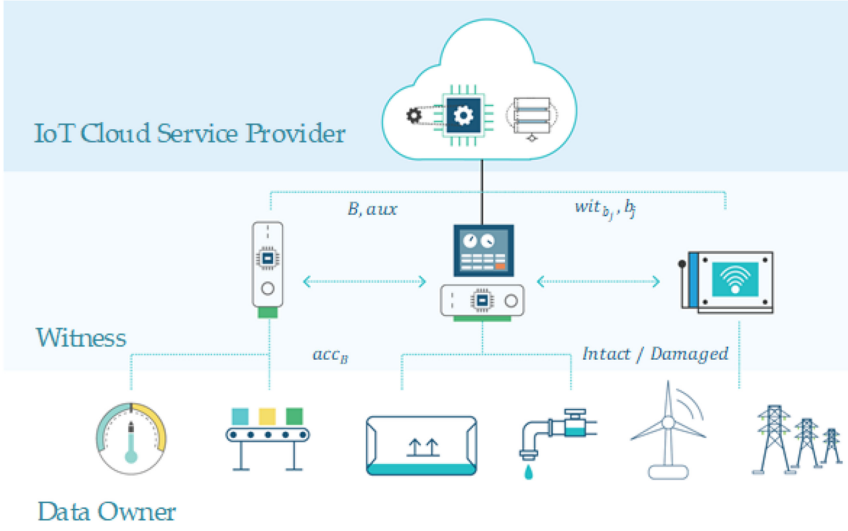 IoT Cloud Service Provider
B, aux
wit_{b_j}, b_j
Witness
acc_B
Intact / Damaged
Data Owner